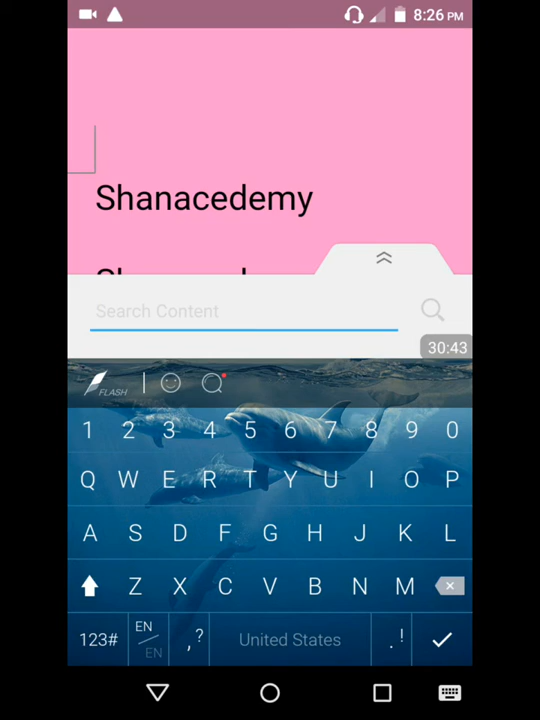 8:26 PM
Shanacedemy
Search Content
30:43
FLASH
1 2 3 4 5 6 7 8 9 0
Q W E R T Y U I O P
A S D F G H J K L
Z X C V B N M
123# EN EN ,? United States .!